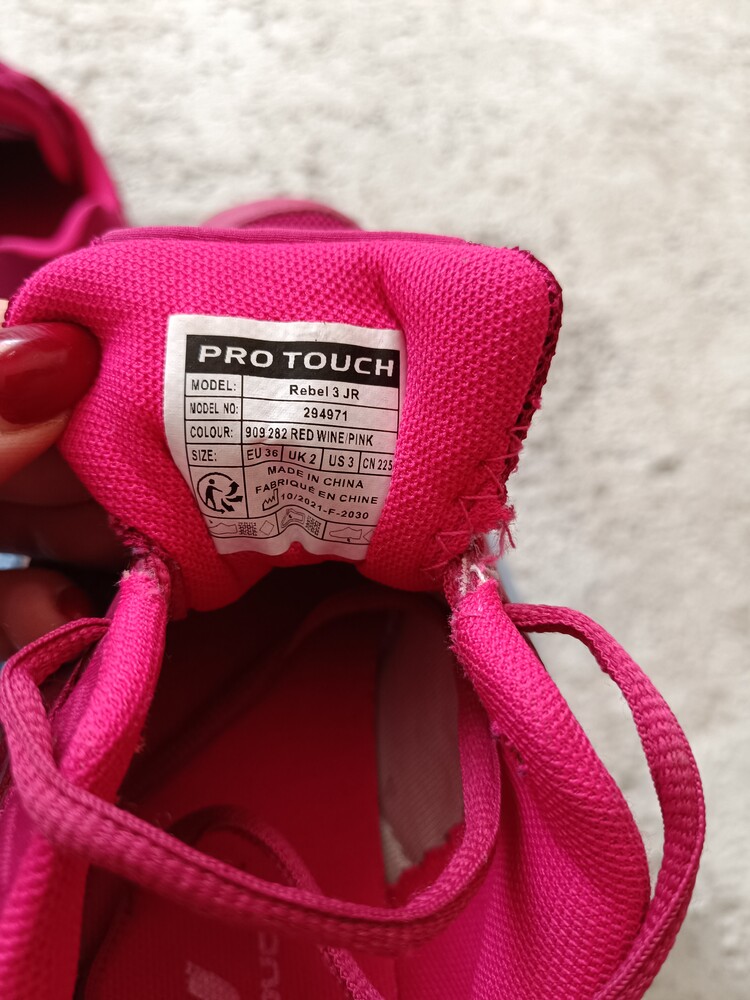 PRO TOUCH
MODEL: Rebel 3 JR
MODEL NO: 294971
COLOUR: 909 282 RED WINE/PINK
SIZE: EU 36 UK 2 US 3 CN 225
MADE IN CHINA
FABRIQUÉ EN CHINE
10/2021-F-2030